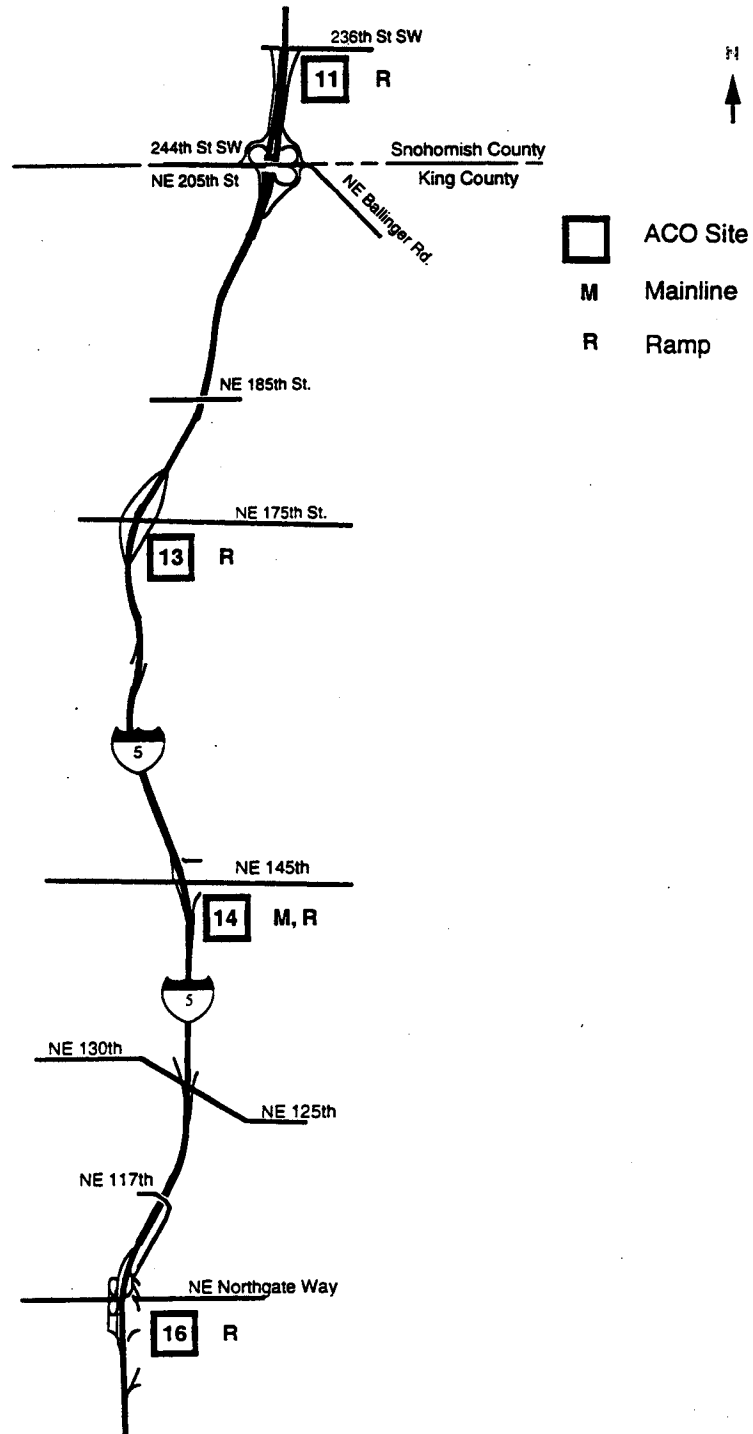 236th St SW
N
11 R
244th St SW
Snohomish County
NE 205th St
King County
NE Ballinger Rd.
ACO Site
M Mainline
R Ramp
NE 185th St.
NE 175th St.
13 R
5
NE 145th
14 M, R
5
NE 130th
NE 125th
NE 117th
NE Northgate Way
16 R